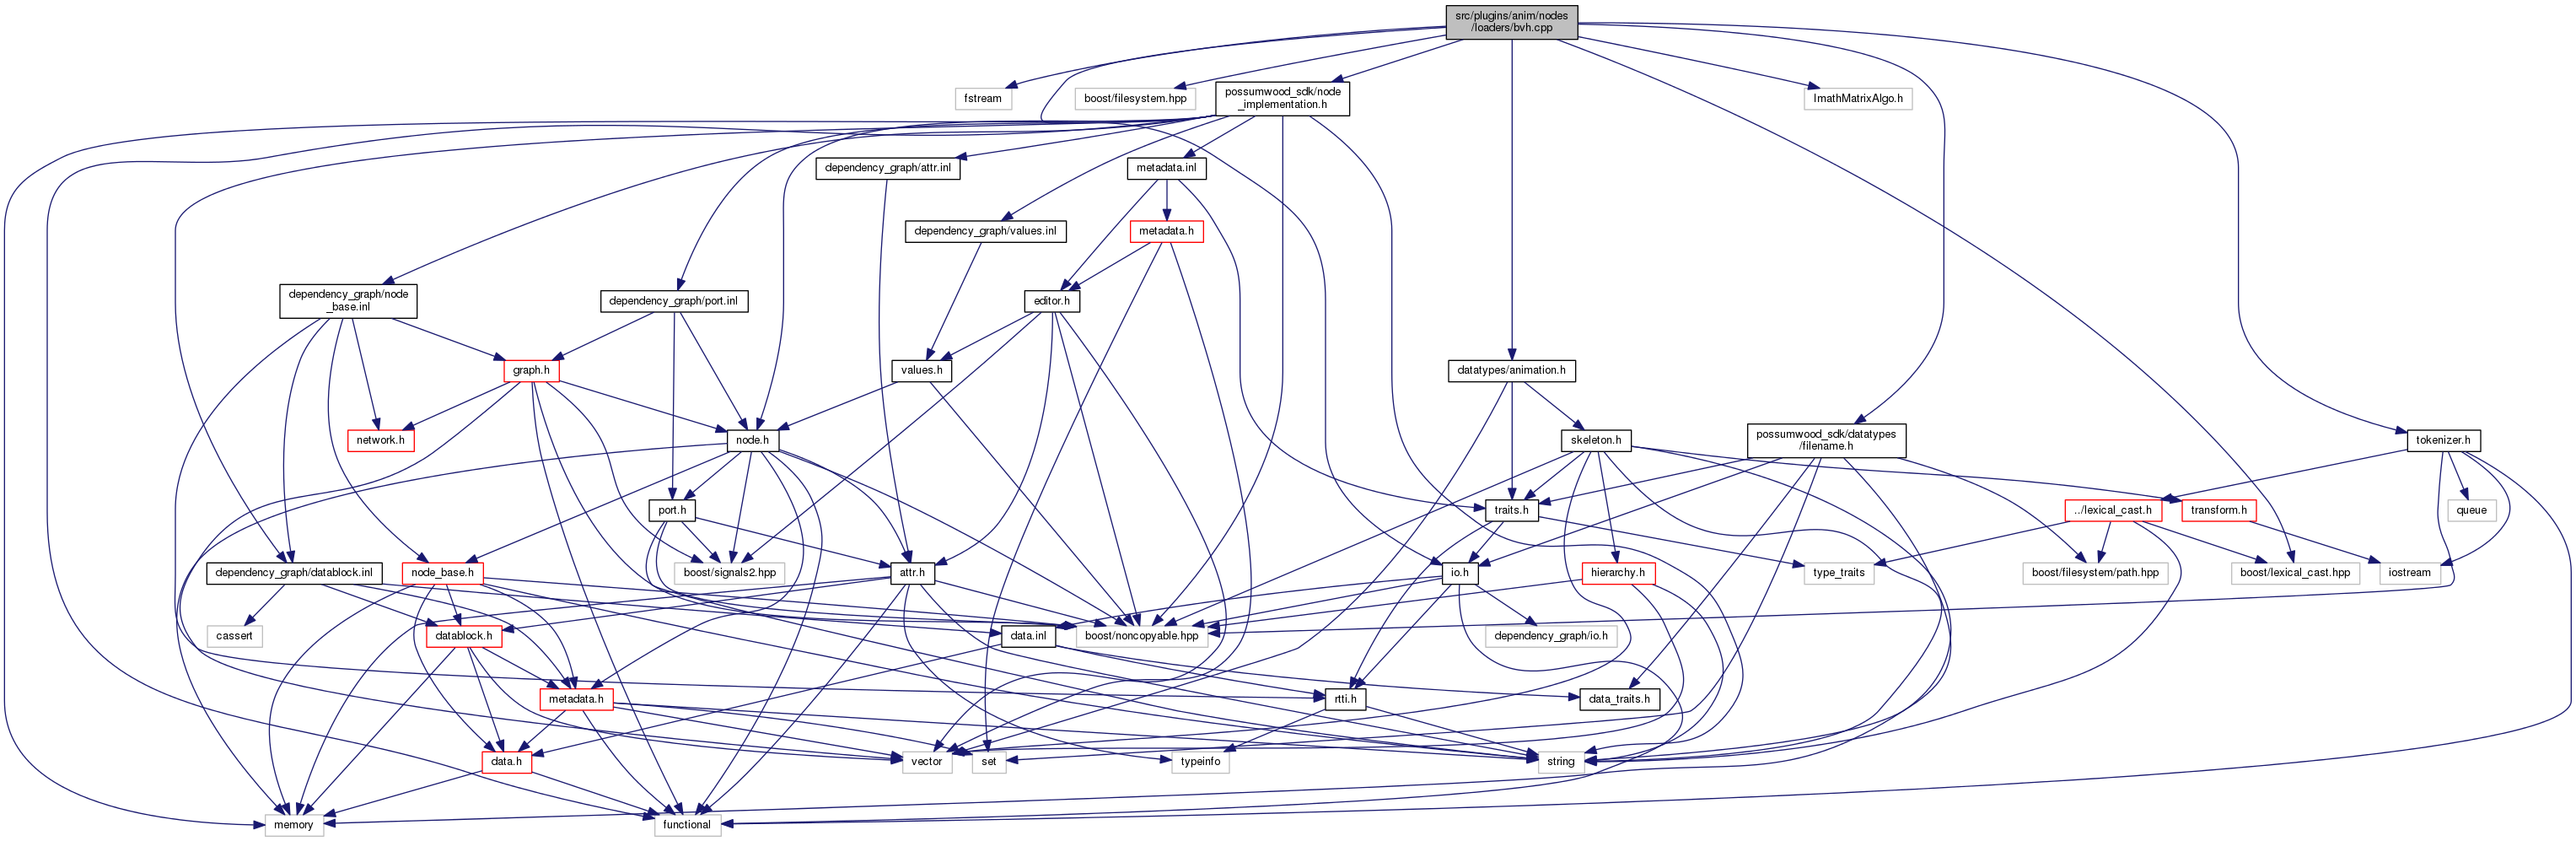 src/plugins/anim/nodes
/loaders/bvh.cpp
fstream
boost/filesystem.hpp
possumwood_sdk/node
_implementation.h
ImathMatrixAlgo.h
dependency_graph/attr.inl
metadata.inl
dependency_graph/values.inl
metadata.h
dependency_graph/node
_base.inl
dependency_graph/port.inl
editor.h
graph.h
values.h
datatypes/animation.h
network.h
node.h
skeleton.h
possumwood_sdk/datatypes
/filename.h
tokenizer.h
port.h
traits.h
../lexical_cast.h
transform.h
queue
dependency_graph/datablock.inl
node_base.h
boost/signals2.hpp
attr.h
io.h
hierarchy.h
type_traits
boost/filesystem/path.hpp
boost/lexical_cast.hpp
iostream
cassert
datablock.h
data.inl
boost/noncopyable.hpp
dependency_graph/io.h
metadata.h
rtti.h
data_traits.h
data.h
vector
set
typeinfo
string
memory
functional